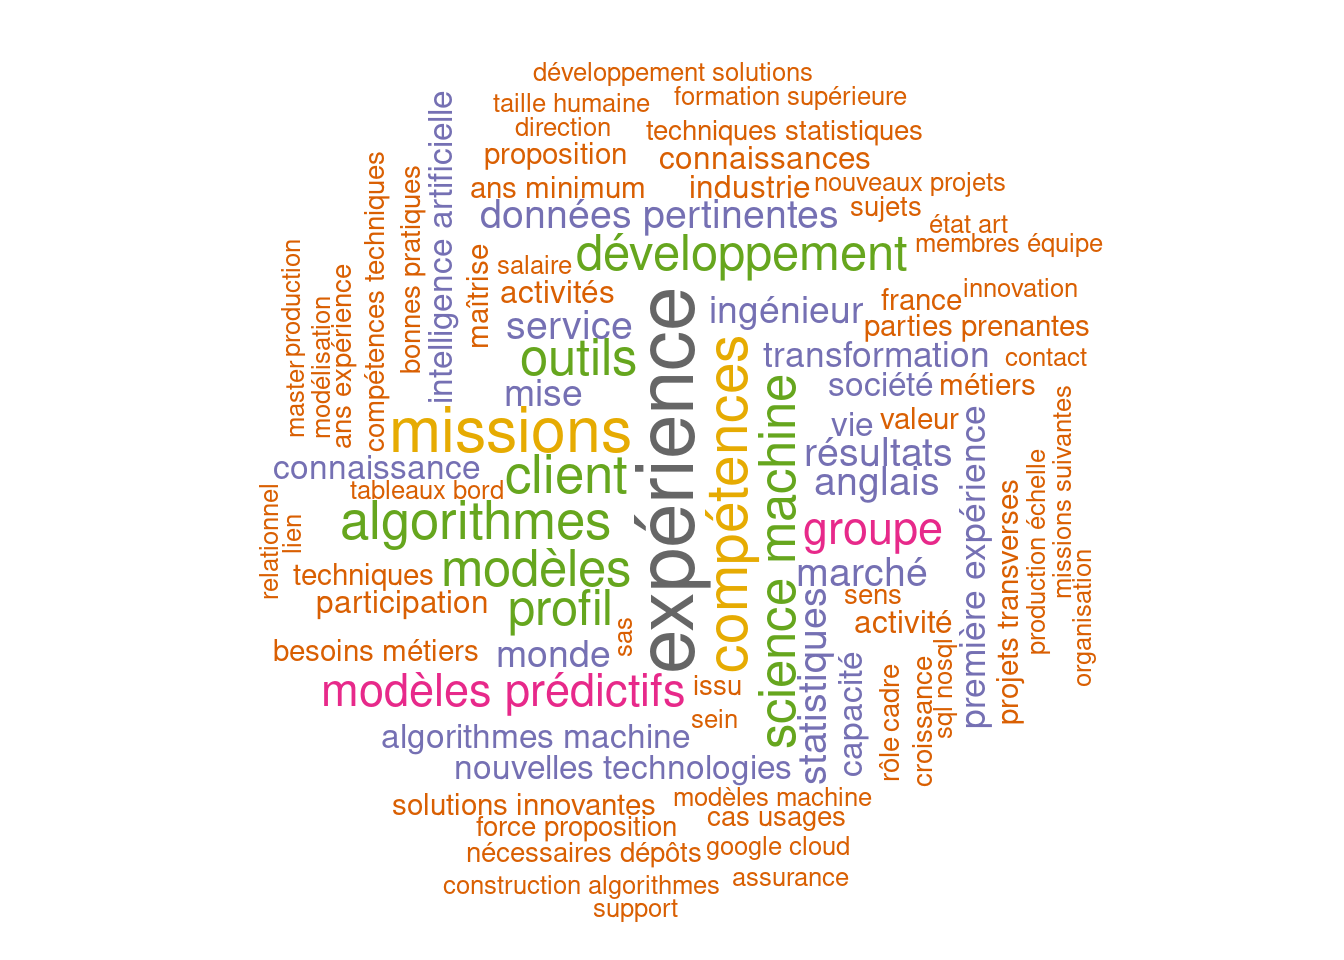 développement solutions
taille humaine
formation supérieure
direction
techniques statistiques
proposition
connaissances
ans minimum
industrie
nouveaux projets
données pertinentes
sujets
état art
développement
membres équipe
salaire
activités
innovation
ingénieur
france
service
parties prenantes
outils
transformation
contact
mise
société
métiers
missions
vie
valeur
résultats
connaissance
client
anglais
tableaux bord
algorithmes
groupe
modèles
marché
techniques
participation
profil
sens
activité
besoins métiers
monde
modèles prédictifs
issu
sein
algorithmes machine
nouvelles technologies
solutions innovantes
modèles machine
force proposition
cas usages
nécessaires dépôts
google cloud
construction algorithmes
assurance
support
relationnel
lien
master
production
modélisation
ans expérience
compétences techniques
bonnes pratiques
intelligence artificielle
maîtrise
sas
expérience
compétences
science machine
statistiques
capacité
rôle
cadre
croissance
sql nosql
première expérience
projets transverses
production échelle
missions suivantes
organisation